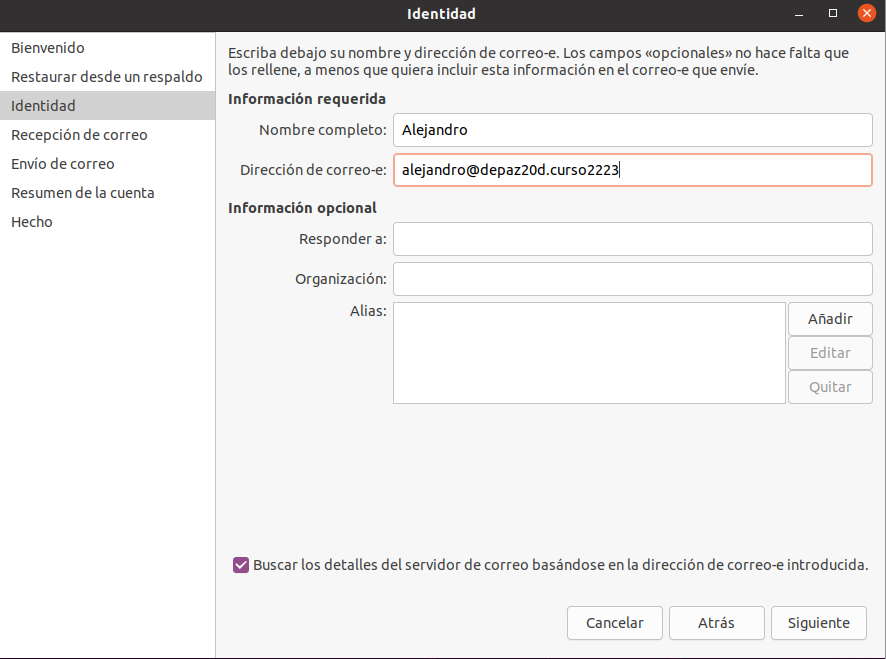 Identidad
Bienvenido
Restaurar desde un respaldo
Identidad
Recepción de correo
Envío de correo
Resumen de la cuenta
Hecho
Escriba debajo su nombre y dirección de correo-e. Los campos «opcionales» no hace falta que
los rellene, a menos que quiera incluir esta información en el correo-e que envíe.
Información requerida
Nombre completo: Alejandro
Dirección de correo-e: alejandro@depaz20d.curso2223
Información opcional
Responder a:
Organización:
Alias:
Añadir
Editar
Quitar
Buscar los detalles del servidor de correo basándose en la dirección de correo-e introducida.
Cancelar Atrás Siguiente